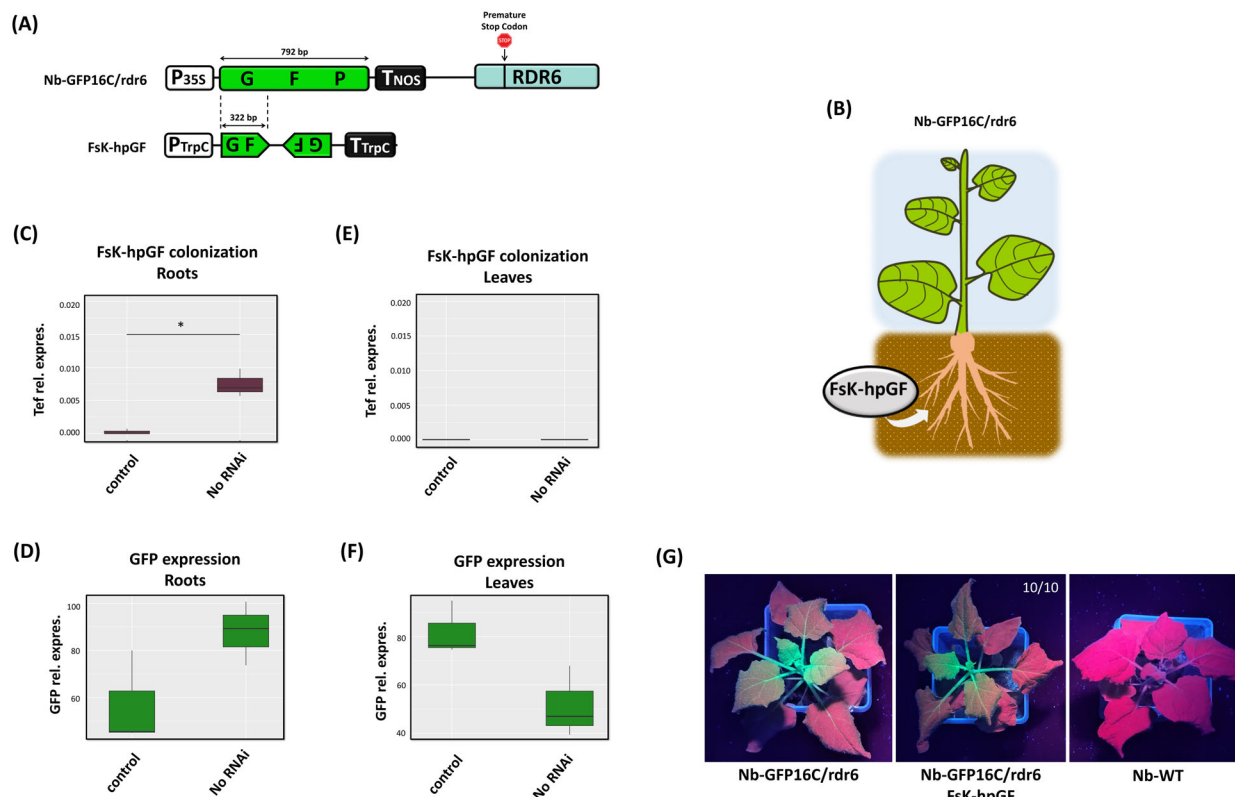 (A)
Premature
Stop Codon
STOP
792 bp
Nb-GFP16C/rdr6
P35S
G F P
TNOS
RDR6
322 bp
FsK-hpGF
PTrpC
G F
G F
TTrpC
(B)
Nb-GFP16C/rdr6
FsK-hpGF
(C)
FsK-hpGF colonization
Roots
Tef rel. expres.
0.020
0.015
0.010
0.005
0.000
*
control
No RNAi
(E)
FsK-hpGF colonization
Leaves
Tef rel. expres.
0.020
0.015
0.010
0.005
0.000
control
No RNAi
(D)
GFP expression
Roots
GFP rel. expres.
100
80
60
control
No RNAi
(F)
GFP expression
Leaves
GFP rel. expres.
80
60
40
control
No RNAi
(G)
10/10
Nb-GFP16C/rdr6
Nb-GFP16C/rdr6
FsK-hpGF
Nb-WT